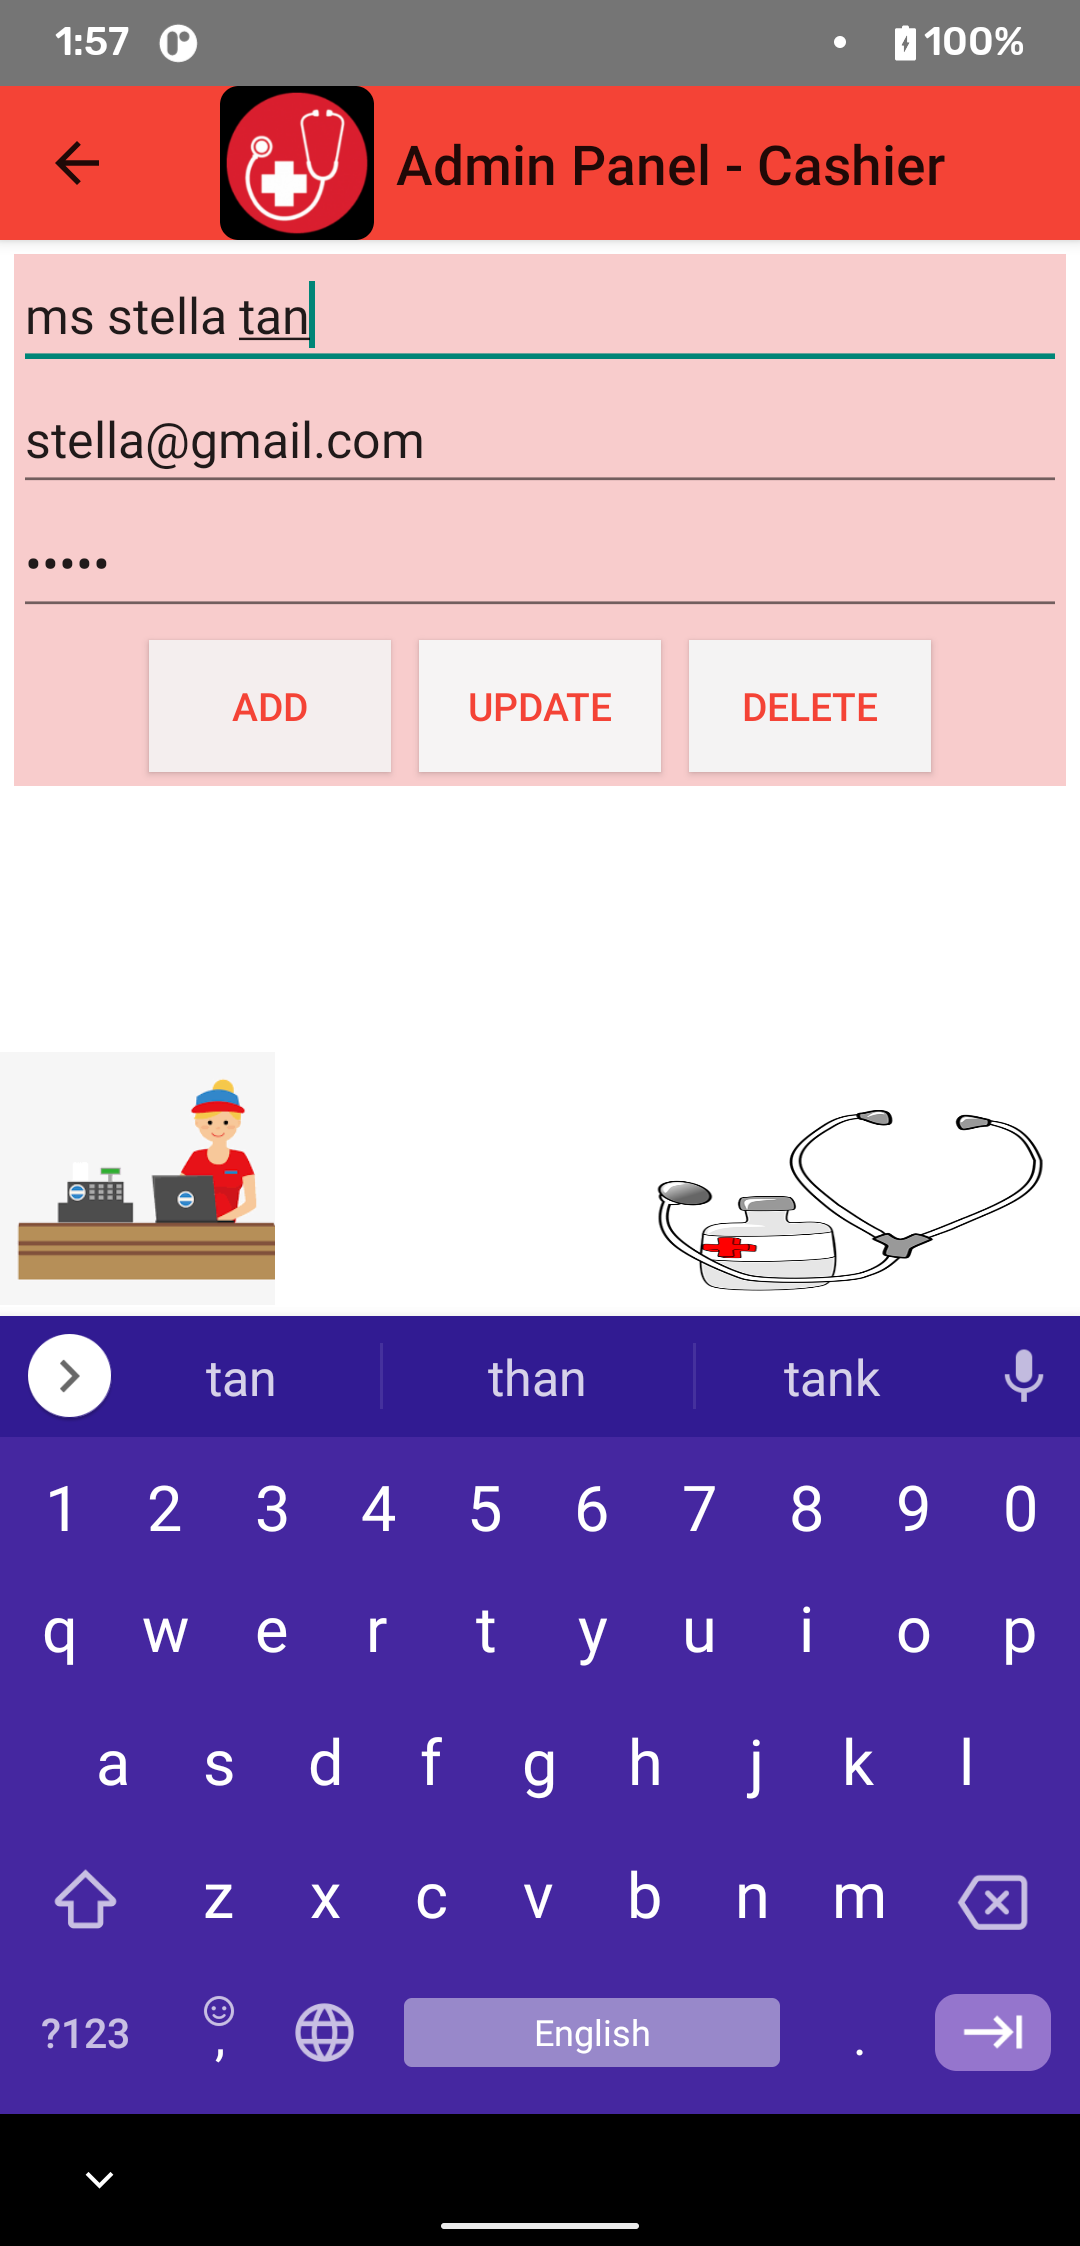 1:57
100%
Admin Panel - Cashier
ms stella tan
stella@gmail.com
•••••
ADD UPDATE DELETE
tan than tank
1 2 3 4 5 6 7 8 9 0
q w e r t y u i o p
a s d f g h j k l
z x c v b n m
?123 , English .